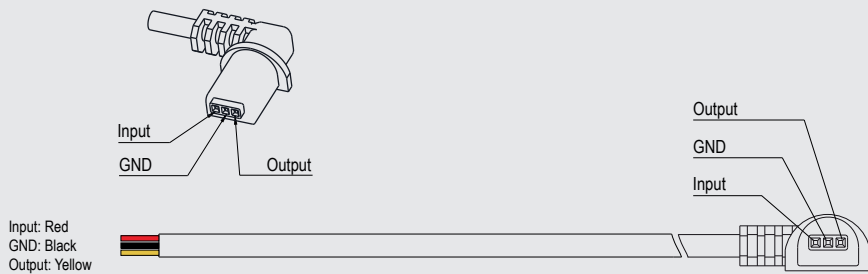 Input
GND
Output
Output
GND
Input
Input: Red
GND: Black
Output: Yellow